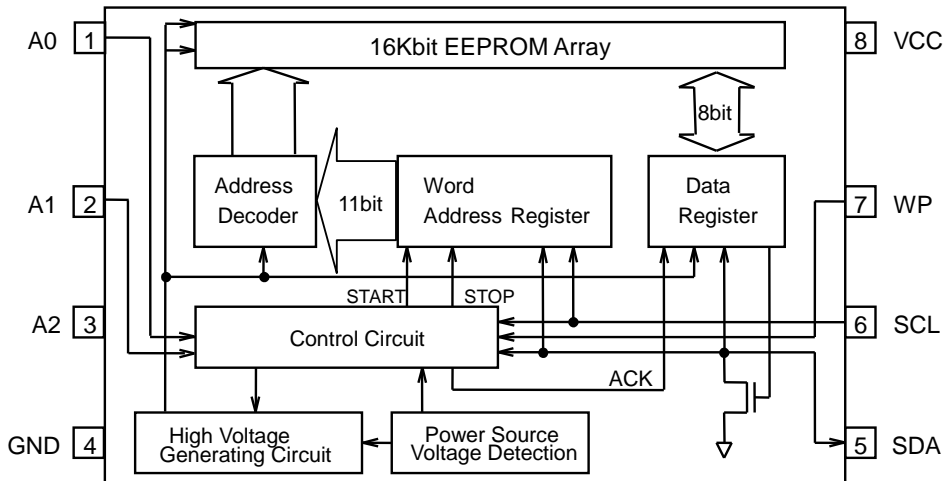 A0 1
16Kbit EEPROM Array
8 VCC
8bit
A1 2
Address
Decoder
11bit
Word
Address Register
Data
Register
7 WP
START
STOP
A2 3
Control Circuit
6 SCL
ACK
GND 4
High Voltage
Generating Circuit
Power Source
Voltage Detection
5 SDA